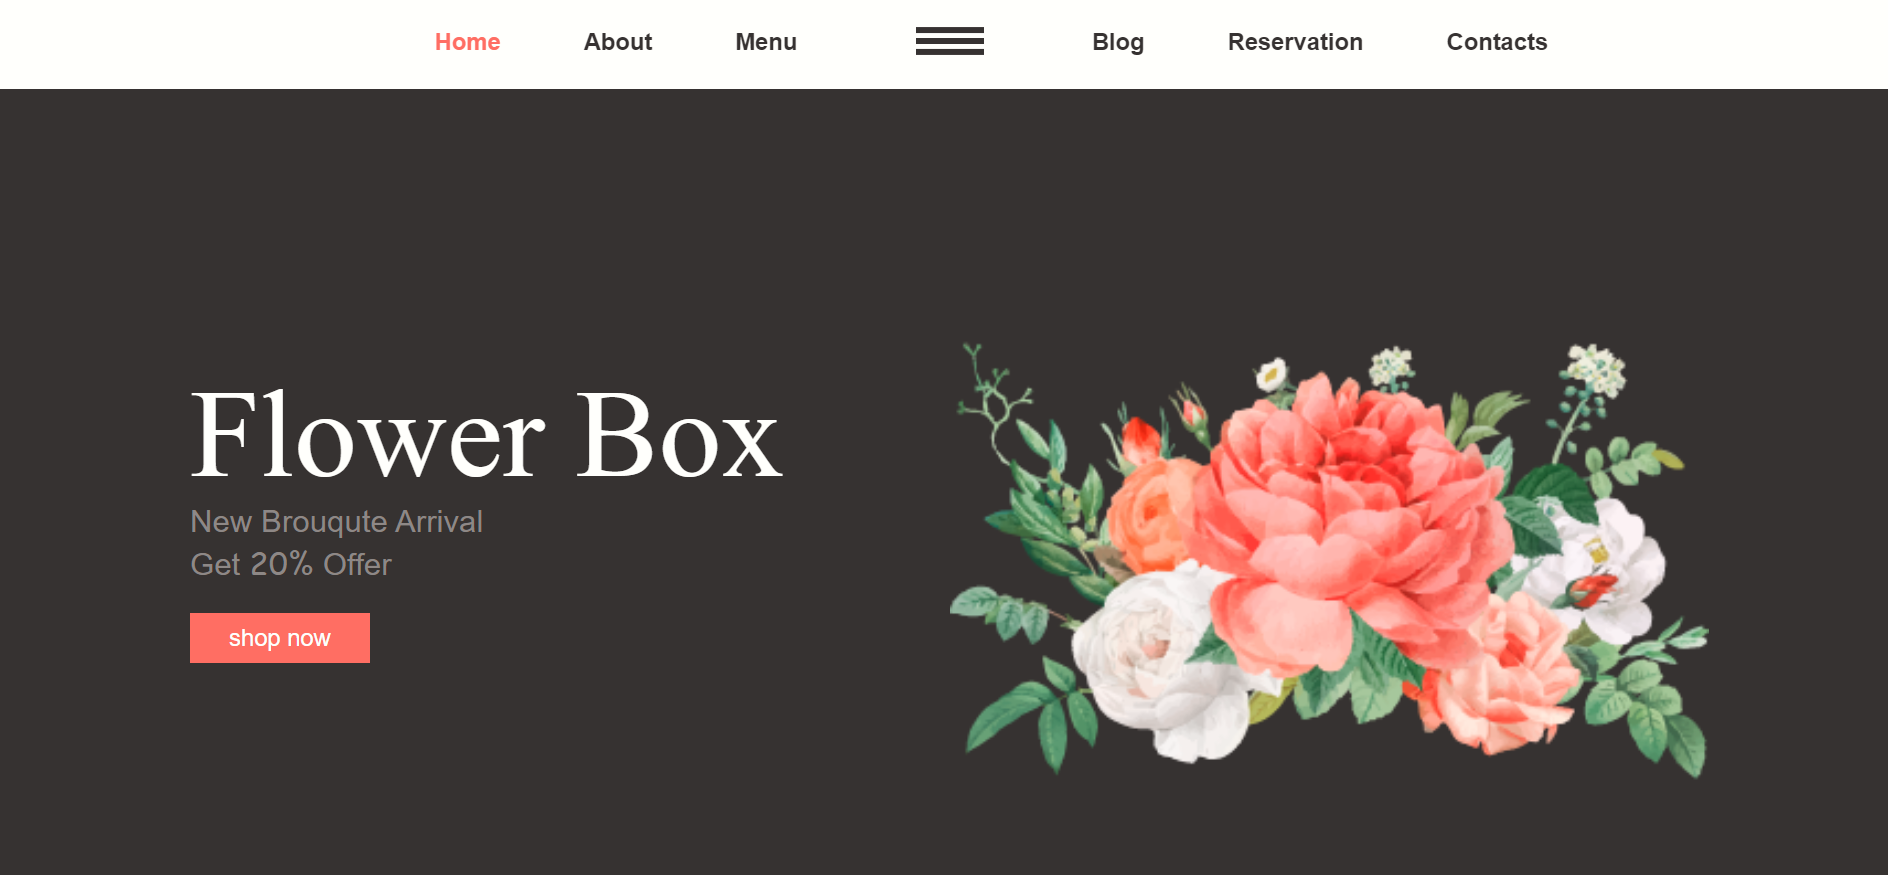 Home About Menu Blog Reservation Contacts
Flower Box
New Brouqute Arrival
Get 20% Offer
shop now